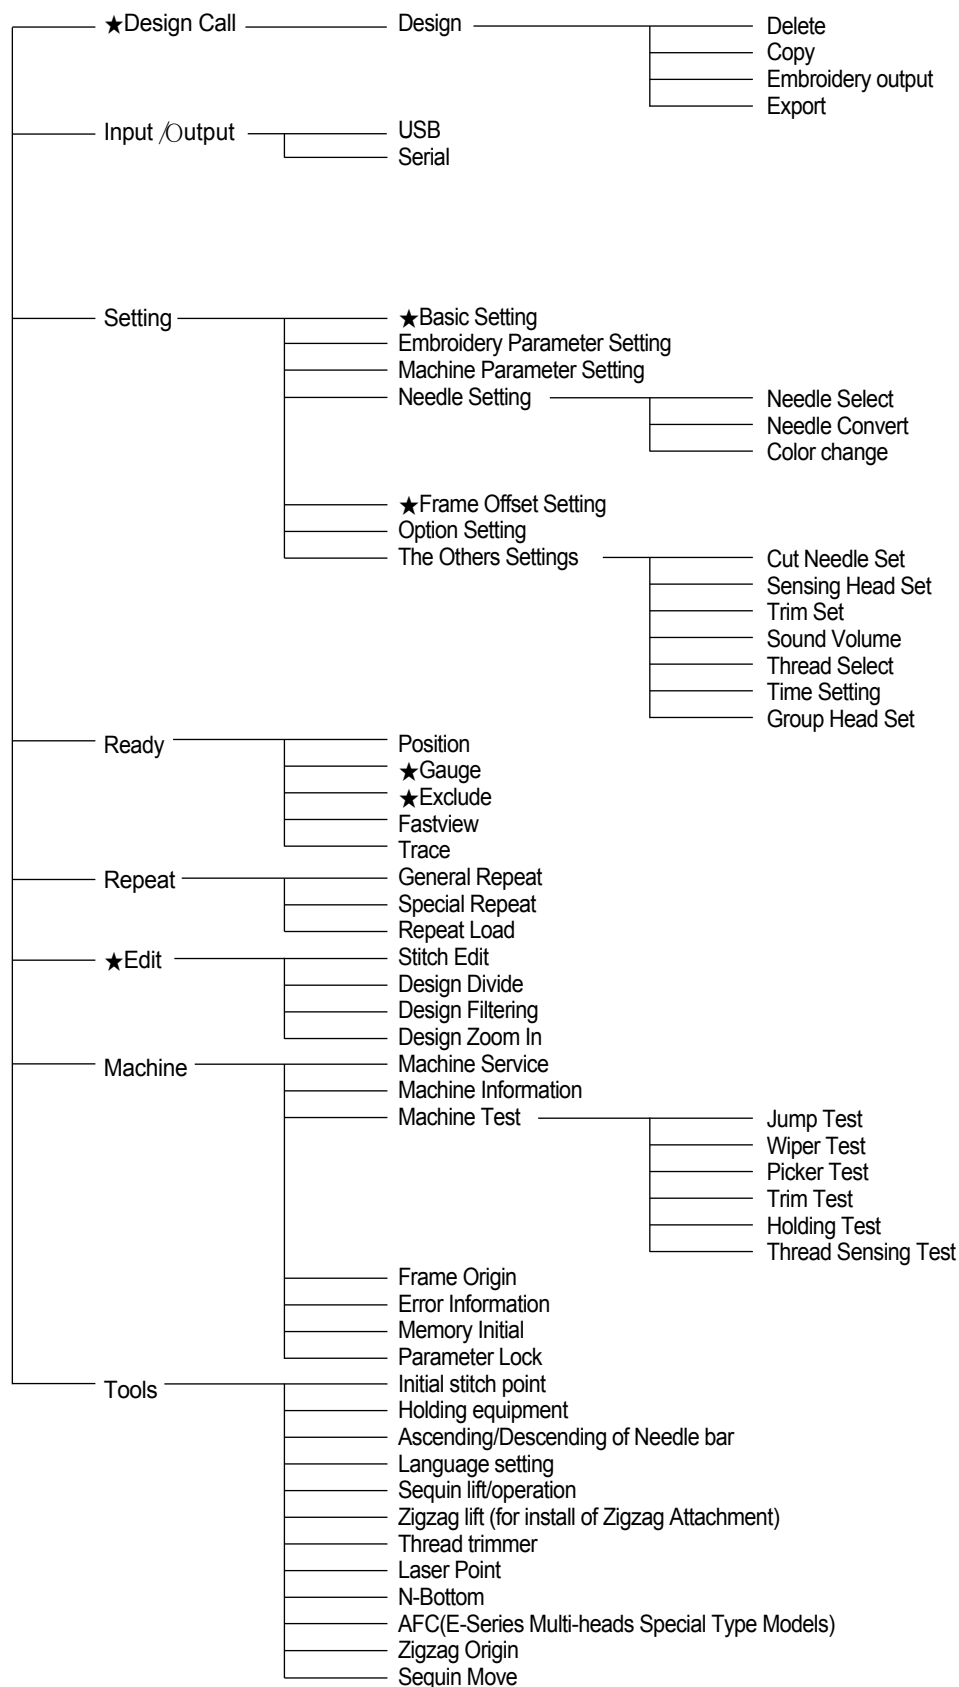 ★Design Call
Design
Delete
Copy
Embroidery output
Export
Input /Output
USB
Serial
Setting
★Basic Setting
Embroidery Parameter Setting
Machine Parameter Setting
Needle Setting
Needle Select
Needle Convert
Color change
★Frame Offset Setting
Option Setting
The Others Settings
Cut Needle Set
Sensing Head Set
Trim Set
Sound Volume
Thread Select
Time Setting
Group Head Set
Ready
Position
★Gauge
★Exclude
Fastview
Trace
Repeat
General Repeat
Special Repeat
Repeat Load
★Edit
Stitch Edit
Design Divide
Design Filtering
Design Zoom In
Machine
Machine Service
Machine Information
Machine Test
Jump Test
Wiper Test
Picker Test
Trim Test
Holding Test
Thread Sensing Test
Frame Origin
Error Information
Memory Initial
Parameter Lock
Tools
Initial stitch point
Holding equipment
Ascending/Descending of Needle bar
Language setting
Sequin lift/operation
Zigzag lift (for install of Zigzag Attachment)
Thread trimmer
Laser Point
N-Bottom
AFC(E-Series Multi-heads Special Type Models)
Zigzag Origin
Sequin Move